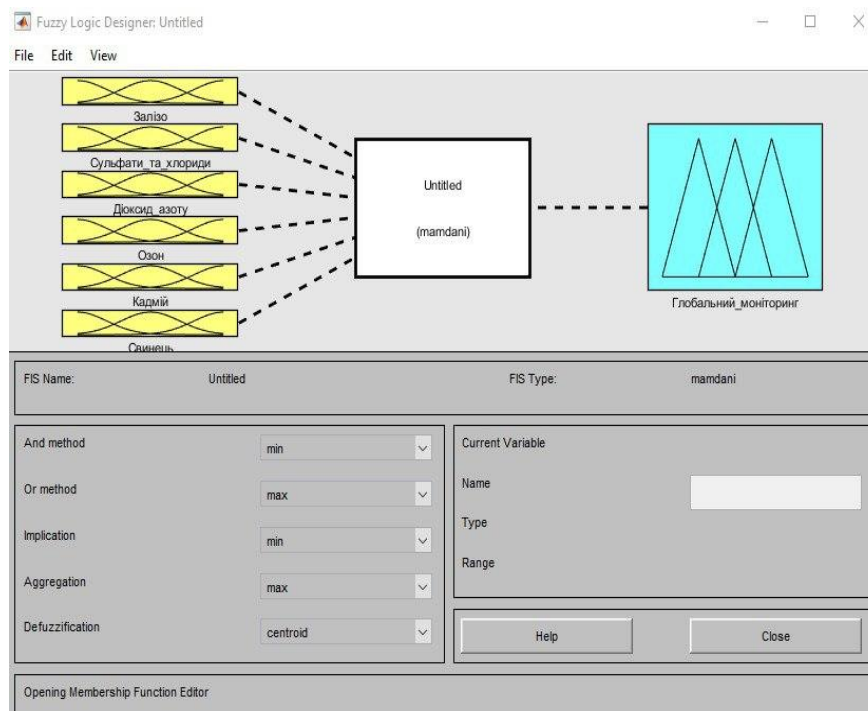 Fuzzy Logic Designer: Untitled
File Edit View
Залізо
Сульфати_та_хлориди
Діоксид_азоту
Озон
Кадмій
Свинець
Untitled
(mamdani)
Глобальний_моніторинг
FIS Name: Untitled FIS Type: mamdani
And method min
Or method max
Implication min
Aggregation max
Defuzzification centroid
Current Variable
Name
Type
Range
Help Close
Opening Membership Function Editor